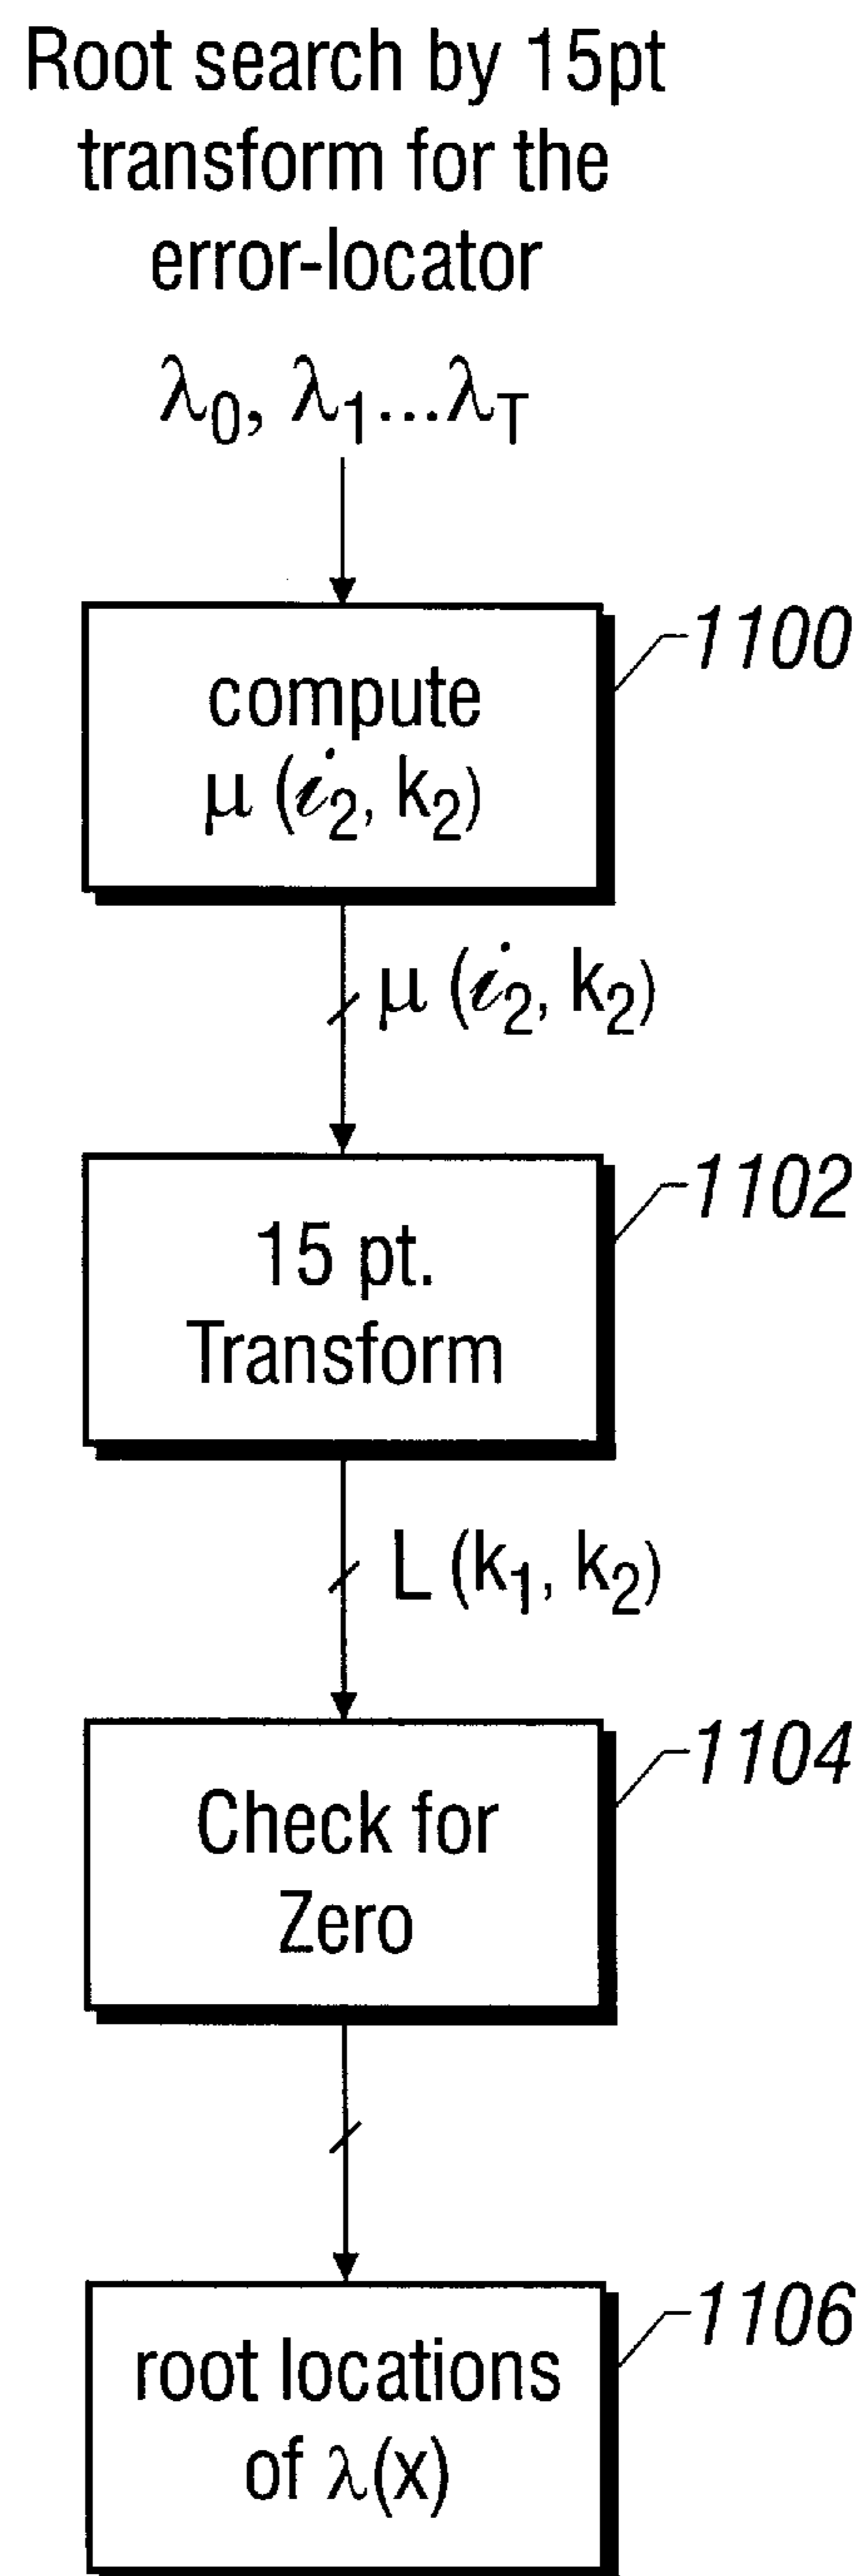 Root search by 15pt
transform for the
error-locator
λ₀, λ₁...λ_T
1100
compute
μ (i₂, k₂)
μ (i₂, k₂)
1102
15 pt.
Transform
L (k₁, k₂)
1104
Check for
Zero
1106
root locations
of λ(x)